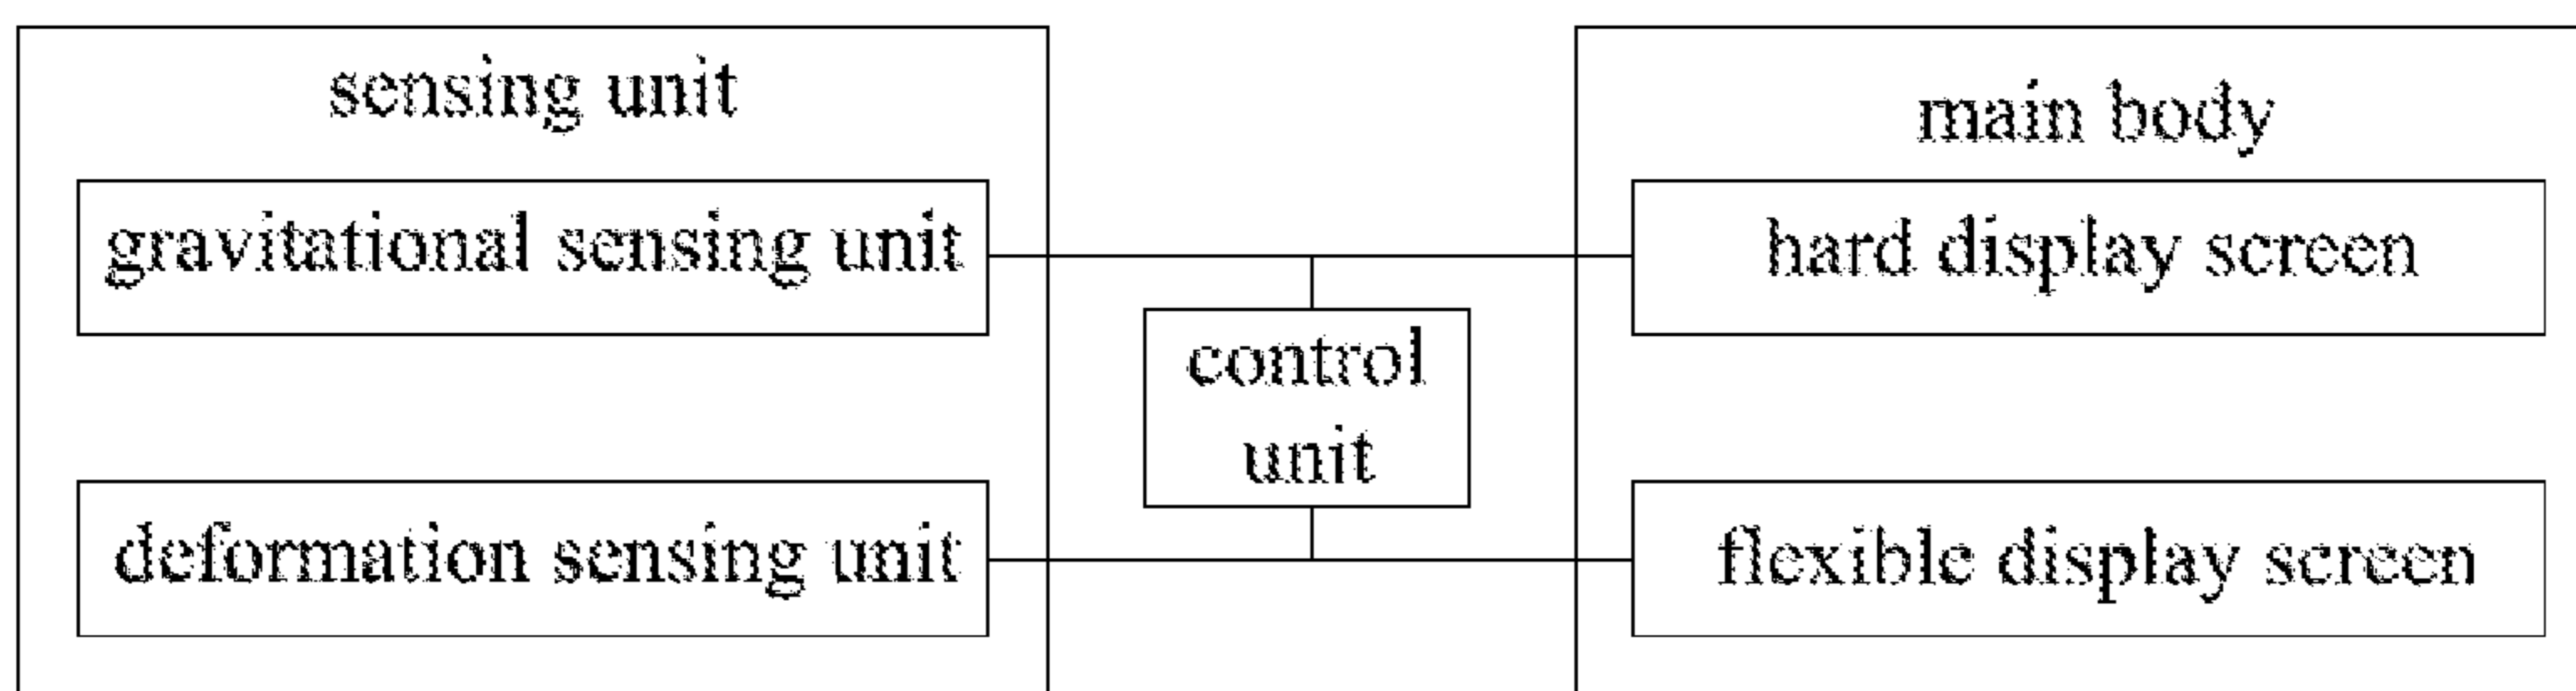 sensing unit
main body
gravitational sensing unit
hard display screen
control
unit
deformation sensing unit
flexible display screen